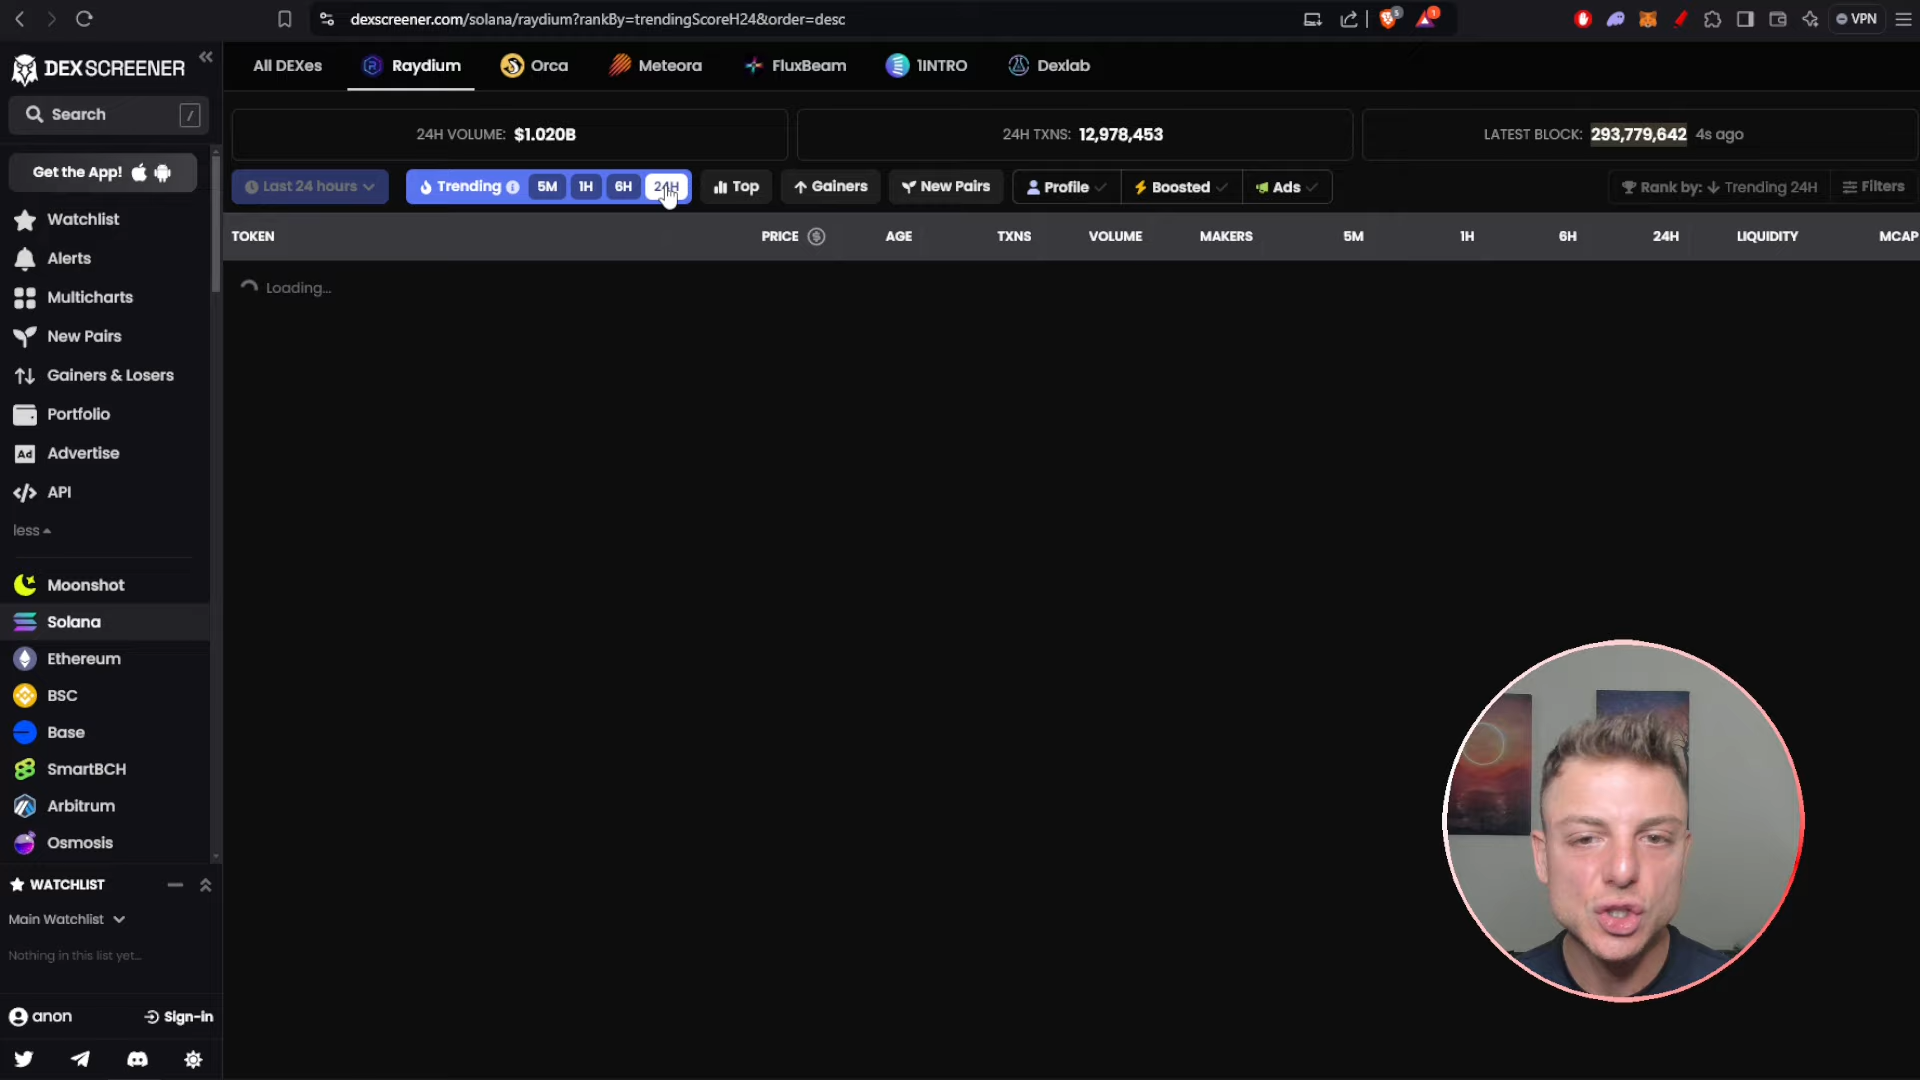 dexscreener.com/solana/raydium?rankBy=trendingScoreH24&order=desc
5
1
VPN
DEXSCREENER
Search
/
Get the App!
Watchlist
Alerts
Multicharts
New Pairs
Gainers & Losers
Portfolio
Ad
Advertise
API
less
Moonshot
Solana
Ethereum
BSC
Base
SmartBCH
Arbitrum
Osmosis
WATCHLIST
Main Watchlist
Nothing in this list yet...
anon
Sign-in
All DEXes
Raydium
Orca
Meteora
FluxBeam
1INTRO
Dexlab
24H VOLUME: $1.020B
24H TXNS: 12,978,453
LATEST BLOCK: 293,779,642 4s ago
Last 24 hours
Trending
5M
1H
6H
24H
Top
Gainers
New Pairs
Profile
Boosted
Ads
Rank by: Trending 24H
Filters
TOKEN
PRICE
AGE
TXNS
VOLUME
MAKERS
5M
1H
6H
24H
LIQUIDITY
MCAP
Loading...